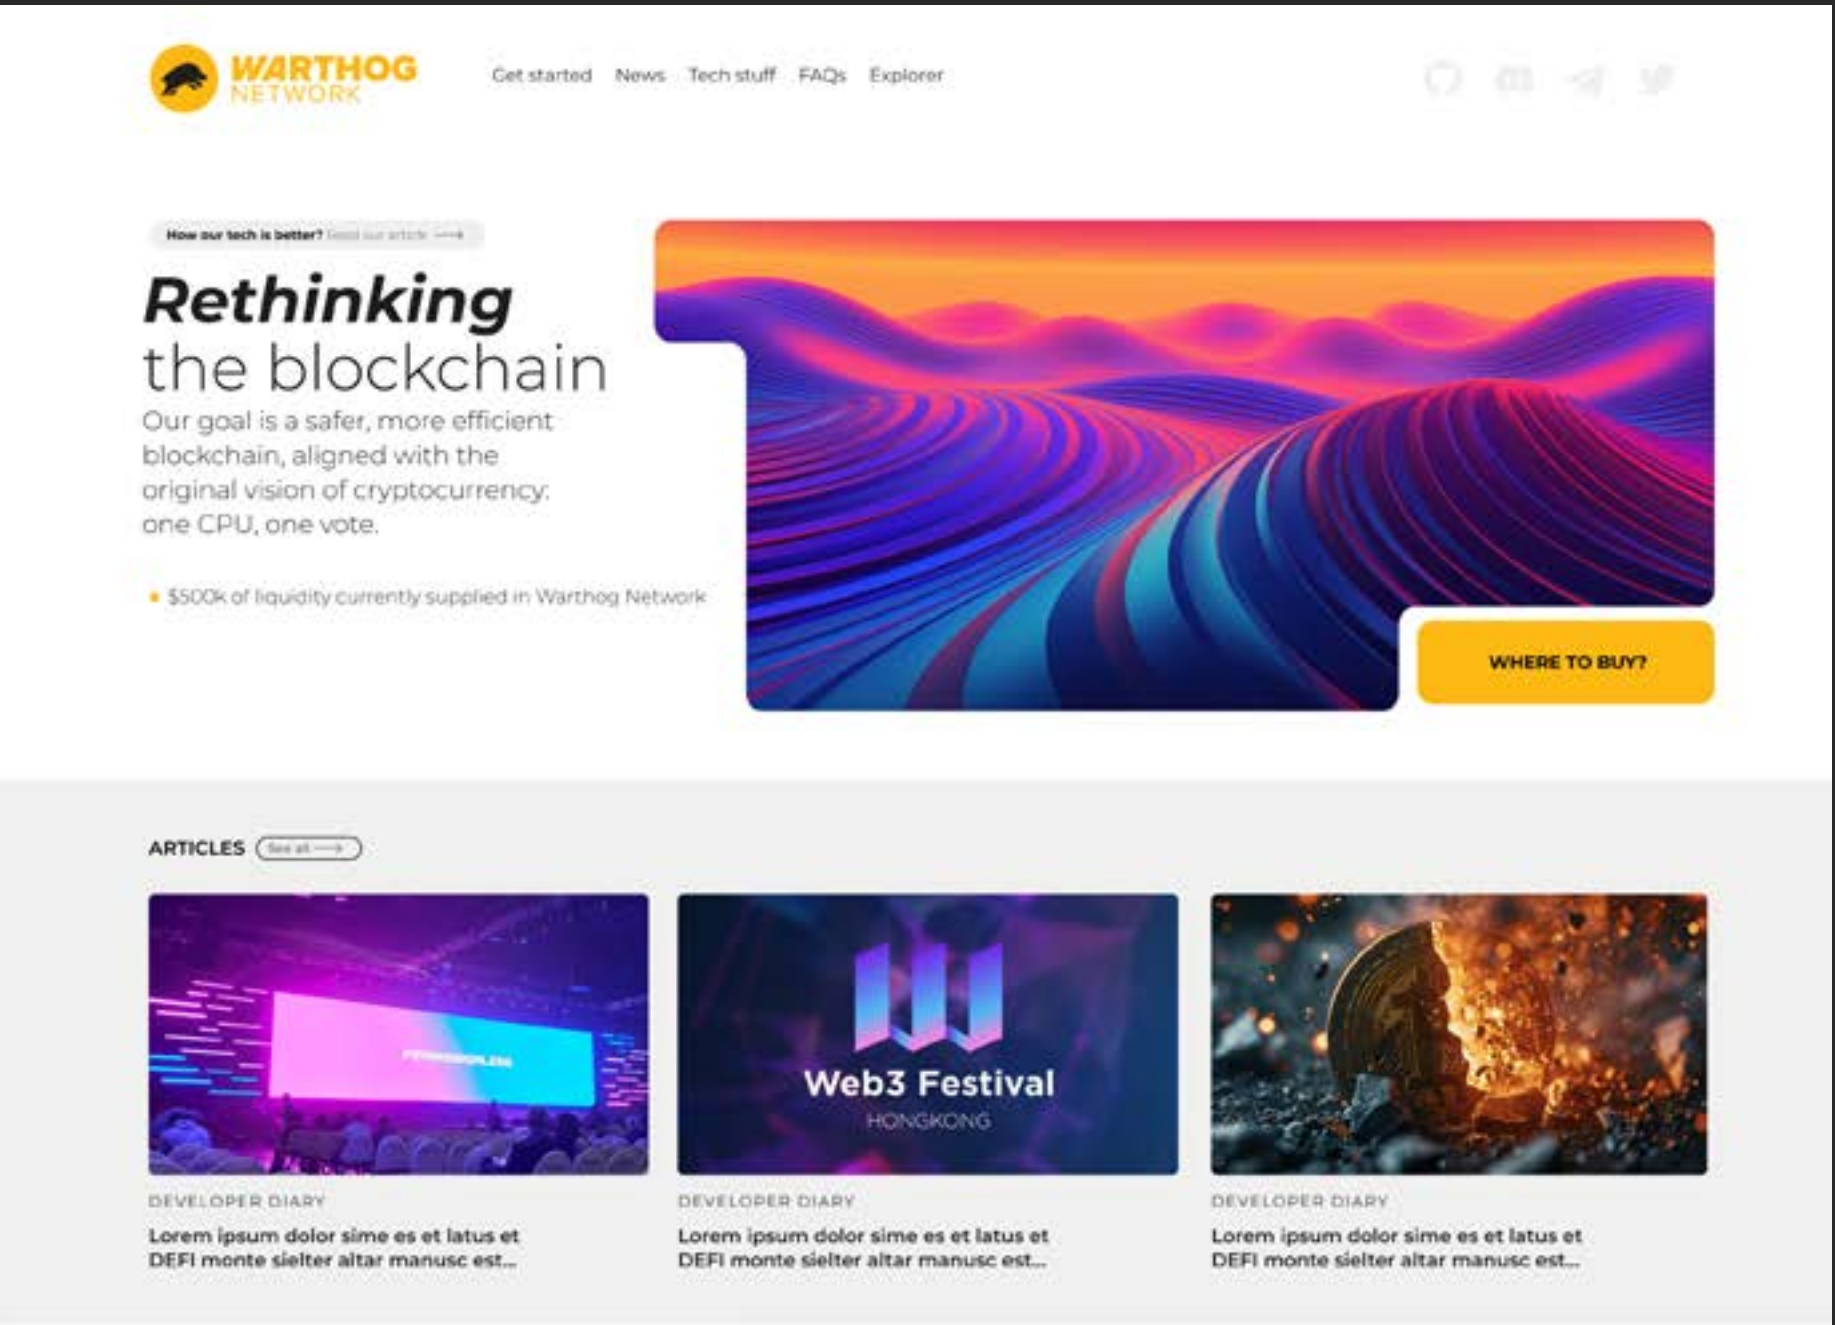 WARTHOG
NETWORK
Get started News Tech stuff FAQs Explorer
How our tech is better? Read our article
Rethinking
the blockchain
Our goal is a safer, more efficient
blockchain, aligned with the
original vision of cryptocurrency:
one CPU, one vote.
$500k of liquidity currently supplied in Warthog Network
WHERE TO BUY?
ARTICLES See all
PERMISSIONLESS
Web3 Festival
HONGKONG
DEVELOPER DIARY
Lorem ipsum dolor sime es et latus et
DEFI monte sielter altar manusc est...
DEVELOPER DIARY
Lorem ipsum dolor sime es et latus et
DEFI monte sielter altar manusc est...
DEVELOPER DIARY
Lorem ipsum dolor sime es et latus et
DEFI monte sielter altar manusc est...